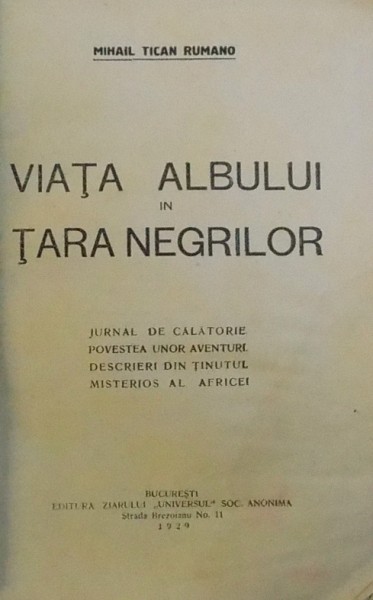 MIHAIL TICAN RUMANO
VIAŢA ALBULUI
IN
ŢARA NEGRILOR
JURNAL DE CĂLĂTORIE
POVESTEA UNOR AVENTURI.
DESCRIERI DIN ŢINUTUL
MISTERIOS AL AFRICEI
BUCUREŞTI
EDITURA ZIARULUI „UNIVERSUL" SOC. ANONIMA
Strada Brezoianu No. 11
1929